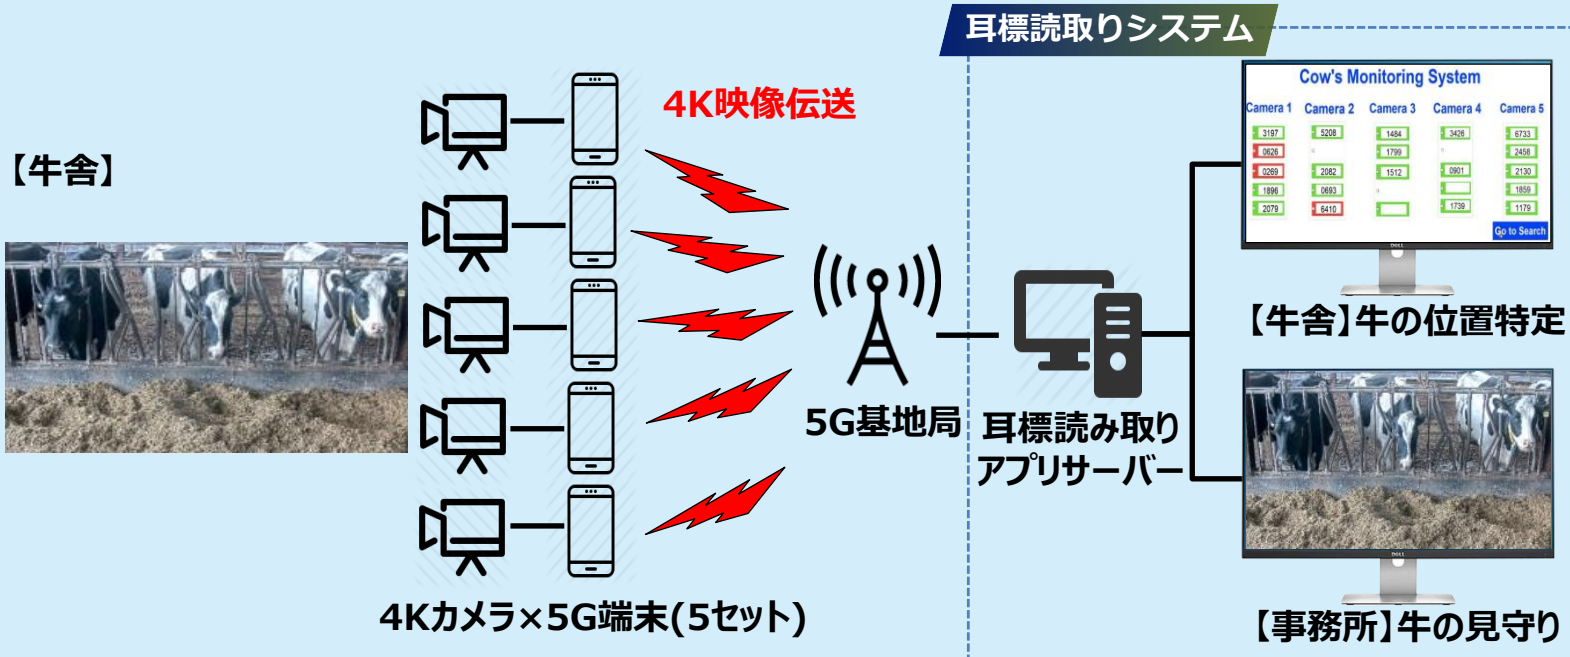 耳標読取りシステム
4K映像伝送
【牛舎】
Cow's Monitoring System
Camera 1 Camera 2 Camera 3 Camera 4 Camera 5
3197 5208 1484 3426 6733
0626 1799 2458
0269 2082 1512 0901 2130
1896 0693 1859
2079 6410 1739 1179
Go to Search
DELL
【牛舎】牛の位置特定
5G基地局
耳標読み取り
アプリサーバー
DELL
4Kカメラ×5G端末(5セット)
【事務所】牛の見守り